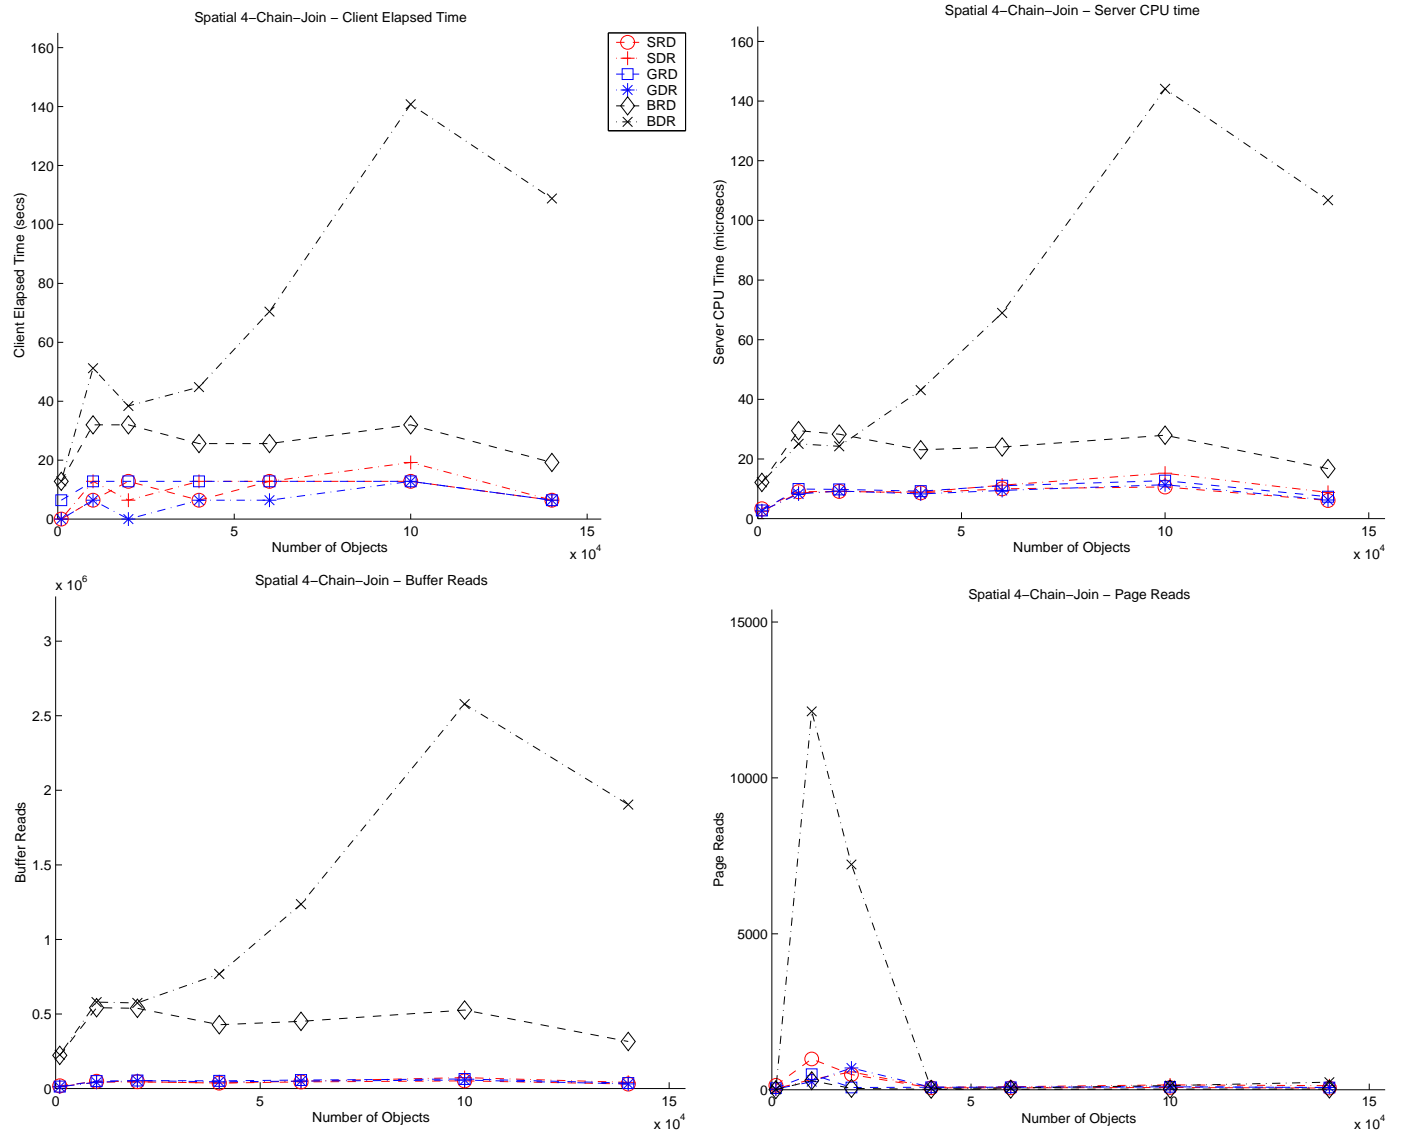 Spatial 4−Chain−Join − Client Elapsed Time
160
140
120
100
80
60
40
20
0
0
5
10
15
x 10^4
Client Elapsed Time (secs)
Number of Objects
SRD
SDR
GRD
GDR
BRD
BDR
Spatial 4−Chain−Join − Server CPU time
160
140
120
100
80
60
40
20
0
0
5
10
15
x 10^4
Server CPU Time (microsecs)
Number of Objects
Spatial 4−Chain−Join − Buffer Reads
x 10^6
3
2.5
2
1.5
1
0.5
0
0
5
10
15
x 10^4
Buffer Reads
Number of Objects
Spatial 4−Chain−Join − Page Reads
15000
10000
5000
0
0
5
10
15
x 10^4
Page Reads
Number of Objects